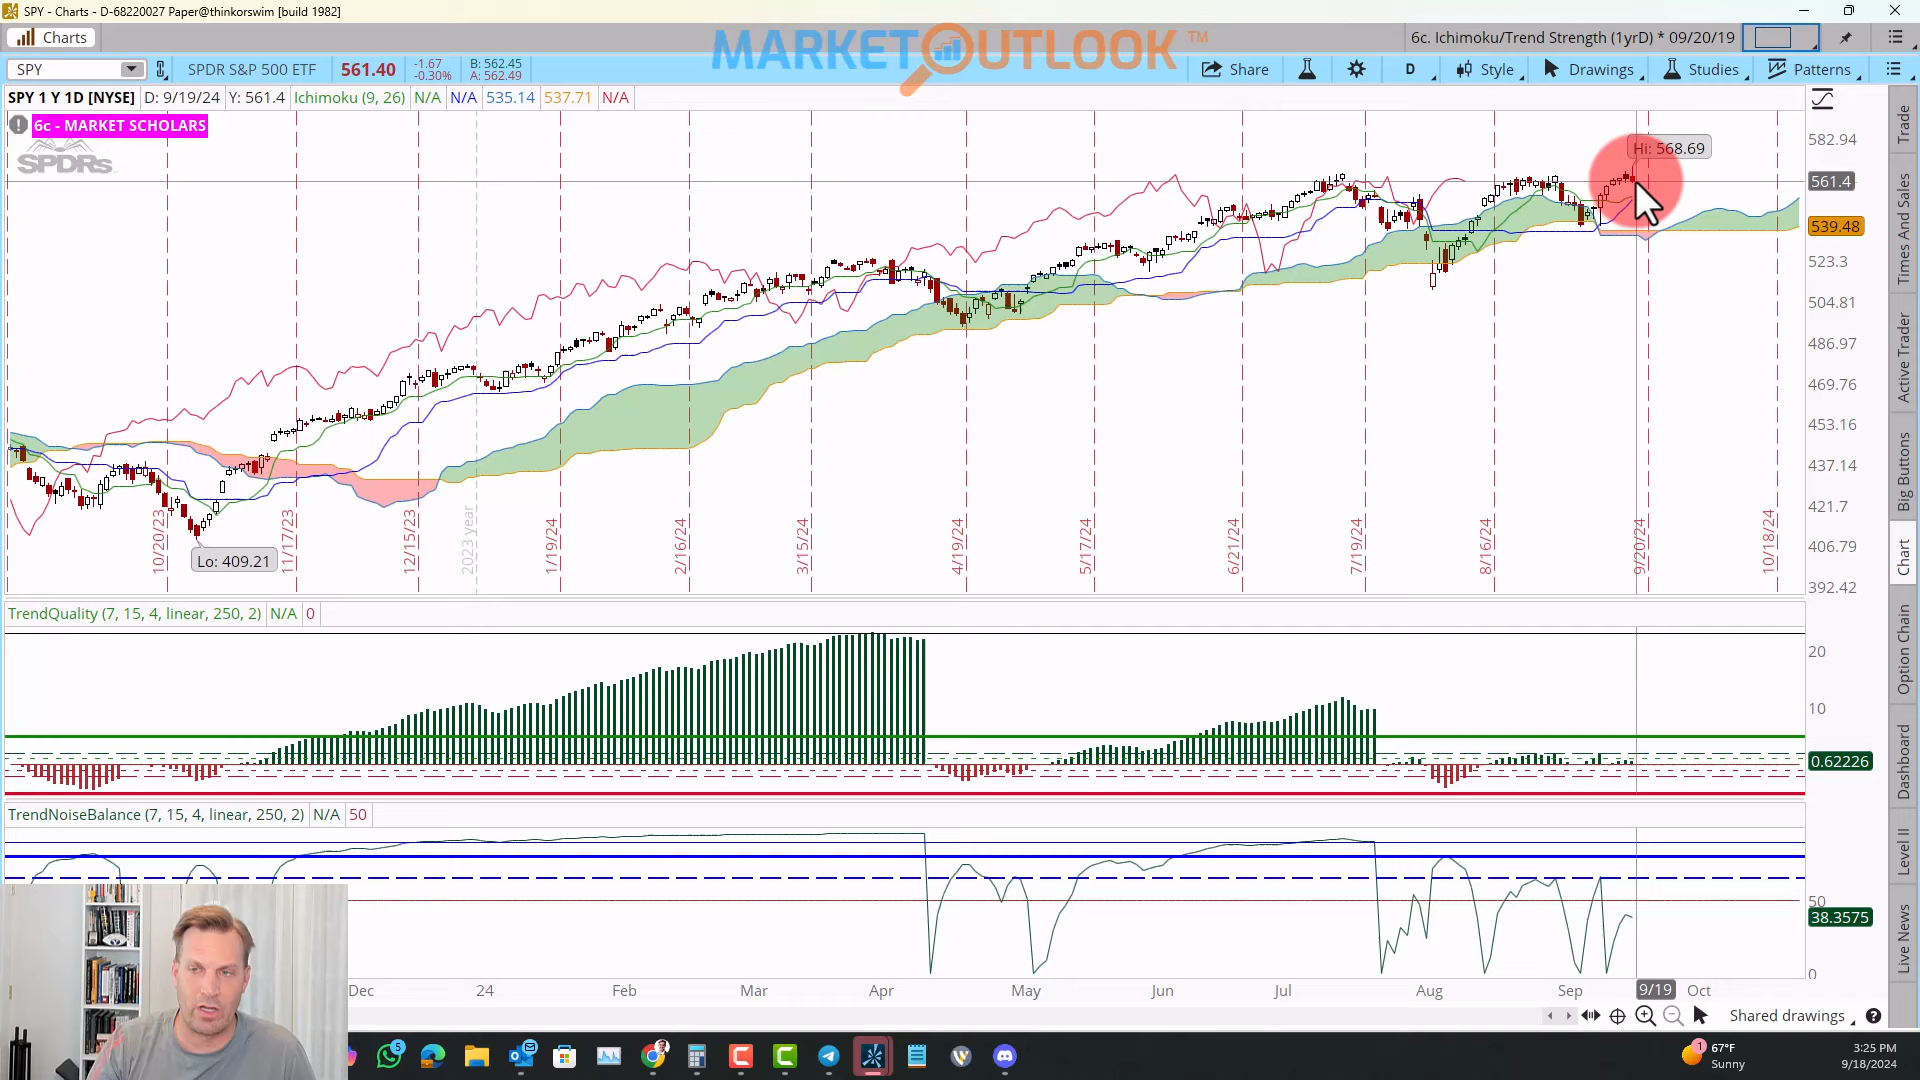 SPY - Charts - D-68220027 Paper@thinkorswim [build 1982]
Charts
MARKET OUTLOOK TM
6c. Ichimoku/Trend Strength (1yrD) * 09/20/19
SPY
SPDR S&P 500 ETF
561.40
-1.67
-0.30%
B: 562.45
A: 562.49
Share
D
Style
Drawings
Studies
Patterns
SPY 1 Y 1D [NYSE]
D: 9/19/24
Y: 561.4
Ichimoku (9, 26)
N/A
N/A
535.14
537.71
N/A
6c - MARKET SCHOLARS
SPDRs
Hi: 568.69
Lo: 409.21
582.94
561.4
539.48
523.3
504.81
486.97
469.76
453.16
437.14
421.7
406.79
392.42
10/20/23
11/17/23
12/15/23
2023 year
1/19/24
2/16/24
3/15/24
4/19/24
5/17/24
6/21/24
7/19/24
8/16/24
9/20/24
10/18/24
TrendQuality (7, 15, 4, linear, 250, 2)
N/A
0
20
10
0.62226
TrendNoiseBalance (7, 15, 4, linear, 250, 2)
N/A
50
50
38.3575
0
Dec
24
Feb
Mar
Apr
May
Jun
Jul
Aug
Sep
9/19
Oct
Shared drawings
Trade
Times And Sales
Active Trader
Big Buttons
Chart
Option Chain
Dashboard
Level II
Live News
5
1
67°F
Sunny
3:25 PM
9/18/2024